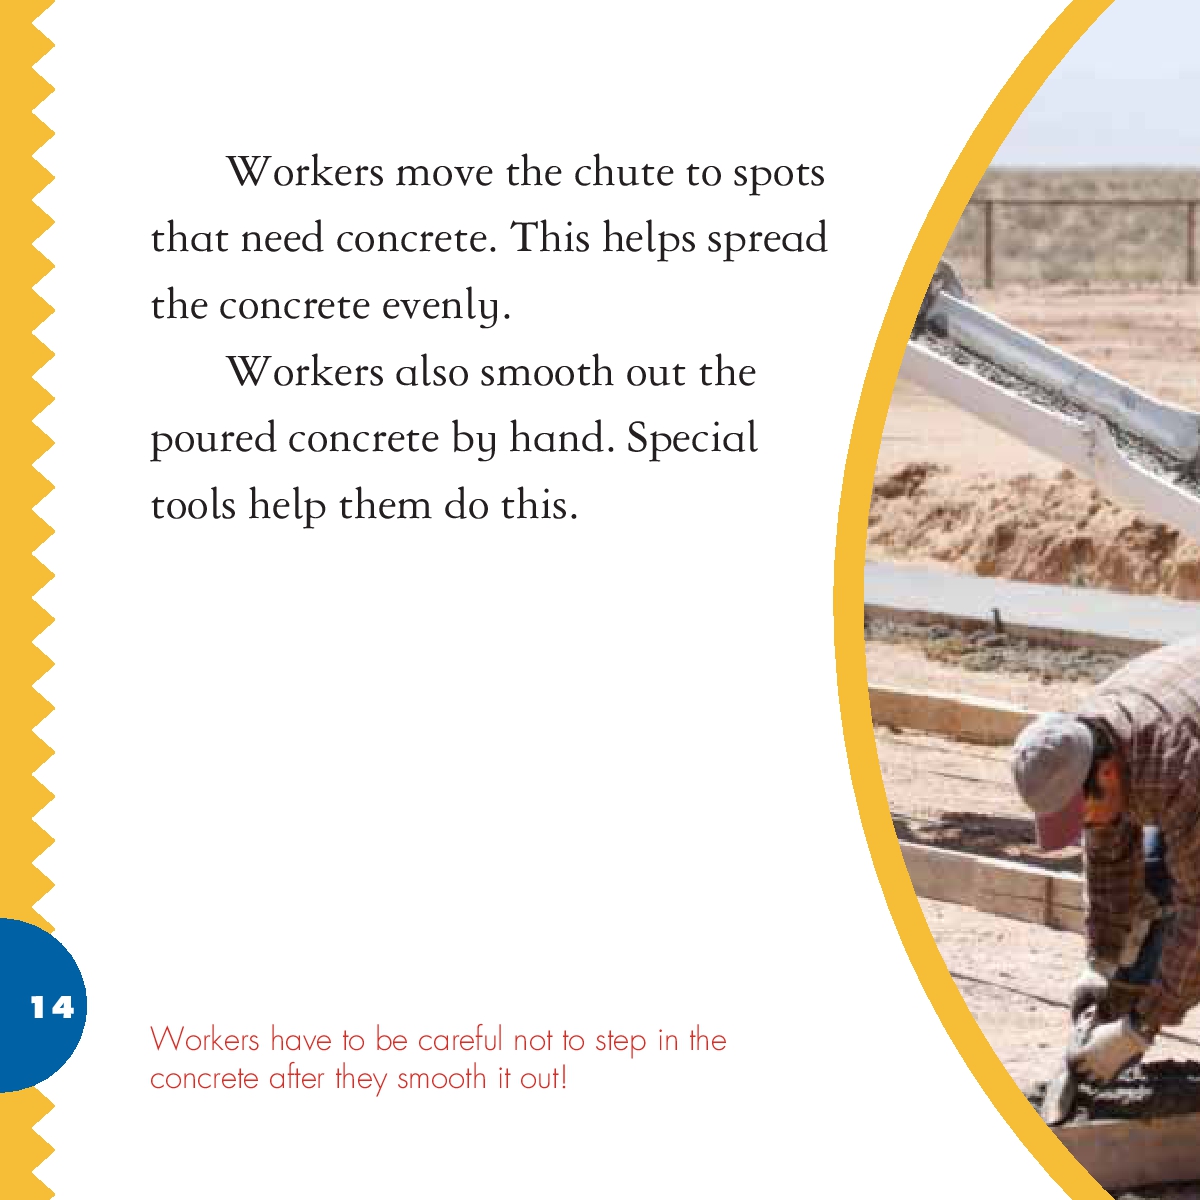 Workers move the chute to spots
that need concrete. This helps spread
the concrete evenly.
Workers also smooth out the
poured concrete by hand. Special
tools help them do this.
14
Workers have to be careful not to step in the
concrete after they smooth it out!